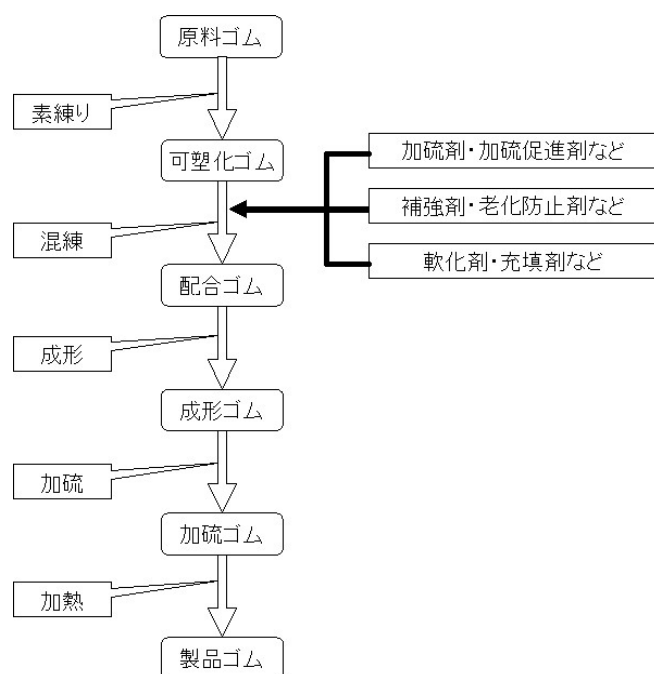 原料ゴム
素練り
可塑化ゴム
加硫剤・加硫促進剤など
補強剤・老化防止剤など
混練
軟化剤・充填剤など
配合ゴム
成形
成形ゴム
加硫
加硫ゴム
加熱
製品ゴム